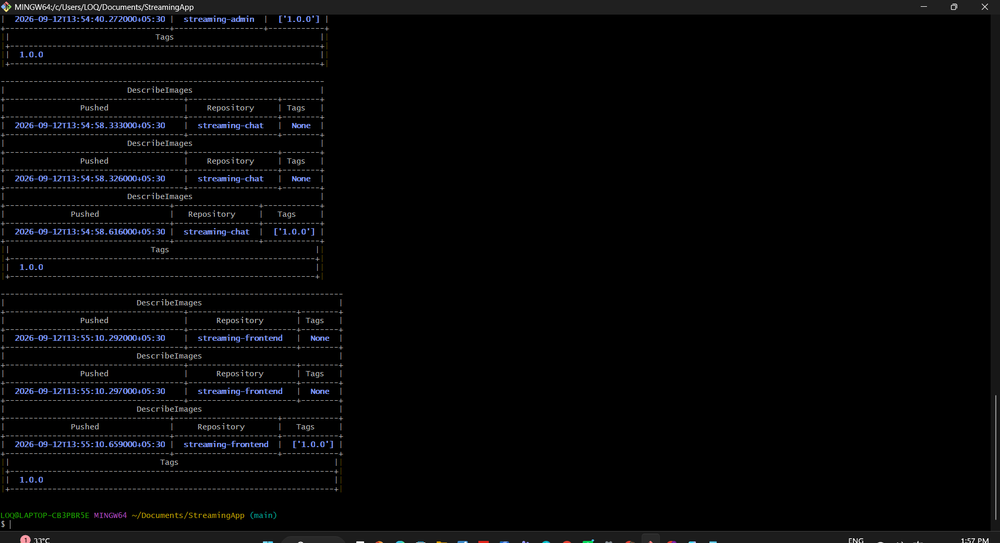 MINGW64:/c/Users/LOQ/Documents/StreamingApp
| 2026-09-12T13:54:40.272000+05:30 | streaming-admin | ['1.0.0'] |
|| Tags ||
|| 1.0.0 ||
| DescribeImages |
| Pushed | Repository | Tags |
| 2026-09-12T13:54:58.333000+05:30 | streaming-chat | None |
| DescribeImages |
| Pushed | Repository | Tags |
| 2026-09-12T13:54:58.326000+05:30 | streaming-chat | None |
| DescribeImages |
| Pushed | Repository | Tags |
| 2026-09-12T13:54:58.616000+05:30 | streaming-chat | ['1.0.0'] |
|| Tags ||
|| 1.0.0 ||
| DescribeImages |
| Pushed | Repository | Tags |
| 2026-09-12T13:55:10.292000+05:30 | streaming-frontend | None |
| DescribeImages |
| Pushed | Repository | Tags |
| 2026-09-12T13:55:10.297000+05:30 | streaming-frontend | None |
| DescribeImages |
| Pushed | Repository | Tags |
| 2026-09-12T13:55:10.659000+05:30 | streaming-frontend | ['1.0.0'] |
|| Tags ||
|| 1.0.0 ||
LOQ@LAPTOP-CB3PBR5E MINGW64 ~/Documents/StreamingApp (main)
$
1 33°C ENG 1:57 PM